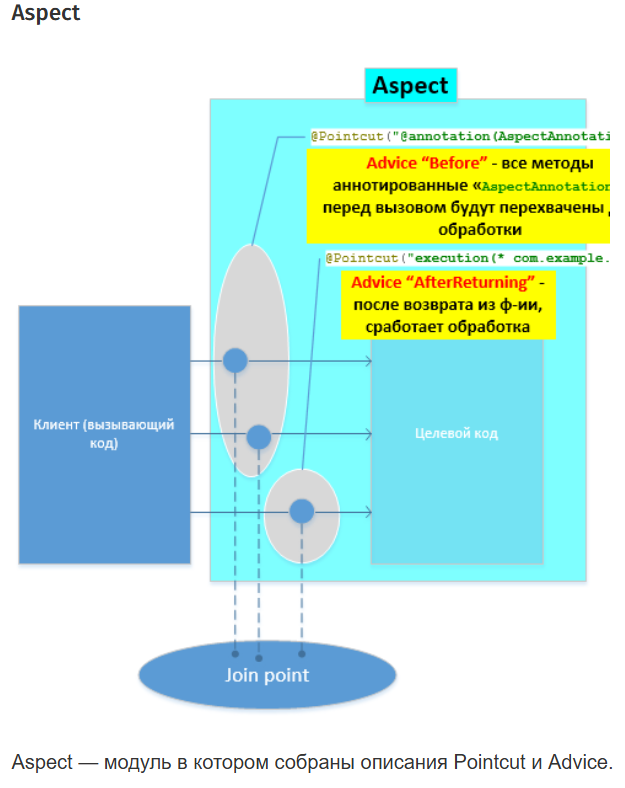 Aspect
Aspect
@Pointcut("@annotation(AspectAnnotati
Advice “Before” - все методы
аннотированные «AspectAnnotation
перед вызовом будут перехвачены д
обработки
@Pointcut("execution(* com.example.
Advice “AfterReturning” -
после возврата из ф-ии,
сработает обработка
Клиент (вызывающий
код)
Целевой код
Join point
Aspect — модуль в котором собраны описания Pointcut и Advice.